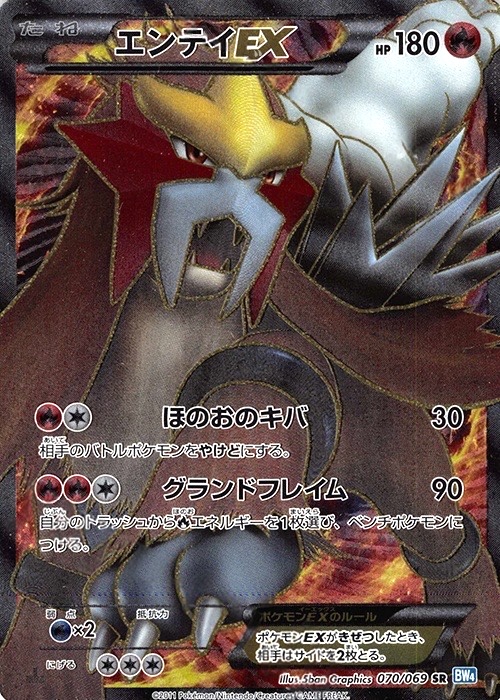 たね
エンテイEX HP180
ほのおのキバ 30
相手のバトルポケモンをやけどにする。
グランドフレイム 90
自分のトラッシュからエネルギーを1枚選び、ベンチポケモンに
つける。
弱点 抵抗力
×2
にげる
ポケモンEXのルール
ポケモンEXがきぜつしたとき、
相手はサイドを2枚とる。
Illus. 5ban Graphics 070/069 SR BW4
©2011 Pokémon/Nintendo/Creatures/GAME FREAK.